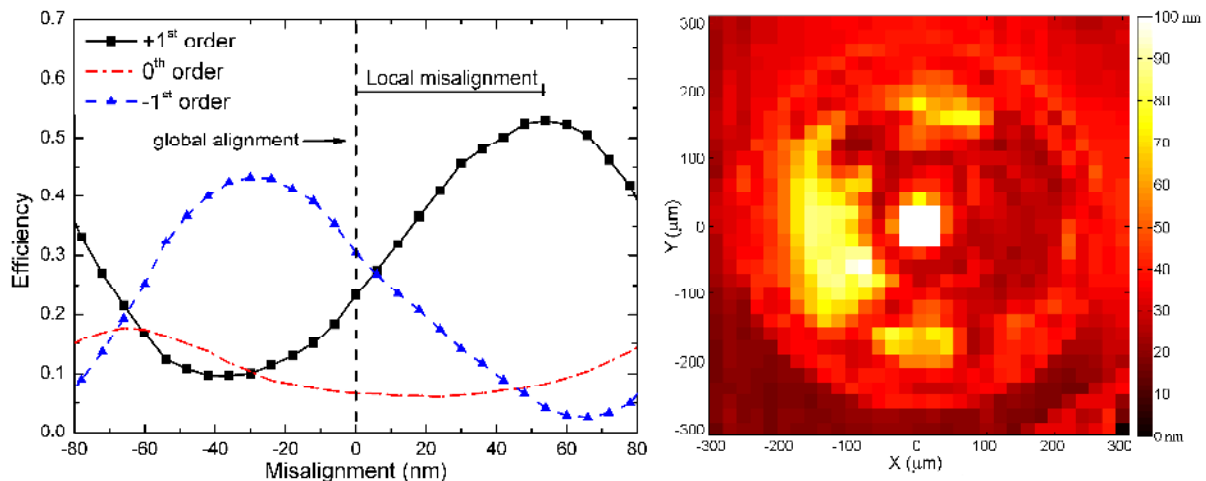 0.7
0.6
0.5
0.4
0.3
0.2
0.1
0.0
Efficiency
+1st order
0th order
-1st order
Local misalignment
global alignment
-80 -60 -40 -20 0 20 40 60 80
Misalignment (nm)
300
200
100
0
-100
-200
-300
Y (μm)
-300 -200 -100 0 100 200 300
X (μm)
100 nm
90
80
70
60
50
40
30
20
10
0 nm